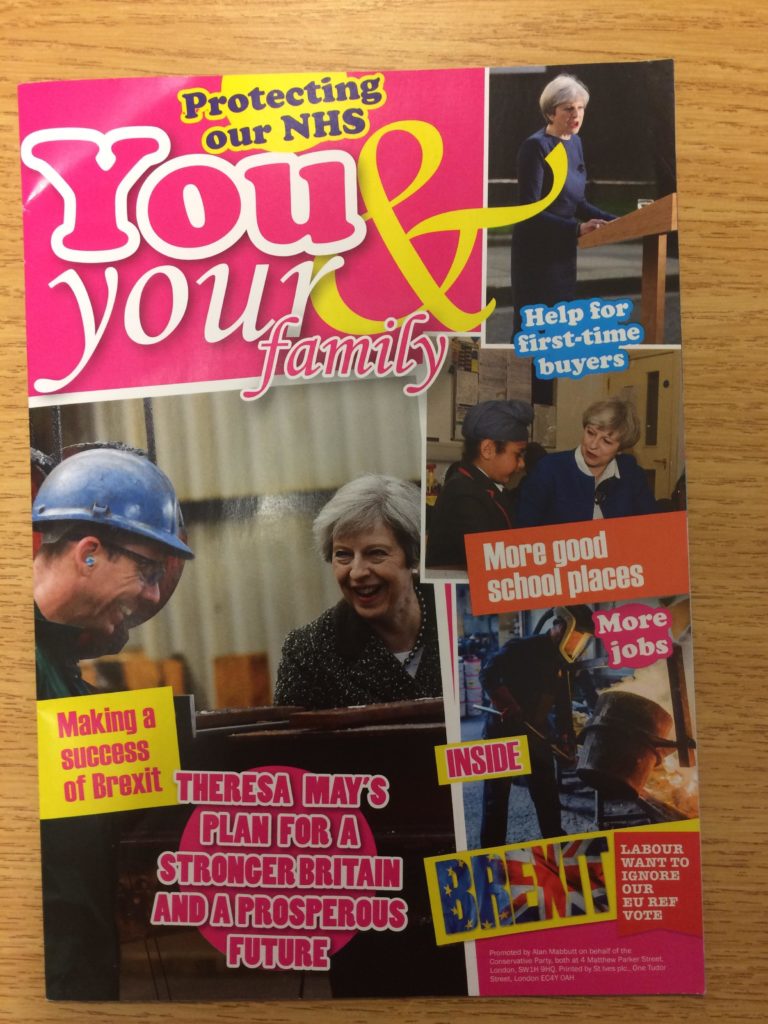 Protecting
our NHS
You &
your
family
Help for
first-time
buyers
More good
school places
More
jobs
Making a
success
of Brexit
THERESA MAY'S
PLAN FOR A
STRONGER BRITAIN
AND A PROSPEROUS
FUTURE
INSIDE
BREXIT
LABOUR
WANT TO
IGNORE
OUR
EU REF
VOTE
Promoted by Alan Mabbutt on behalf of the
Conservative Party, both at 4 Matthew Parker Street,
London, SW1H 9HQ. Printed by St Ives plc., One Tudor
Street, London EC4Y 0AH.